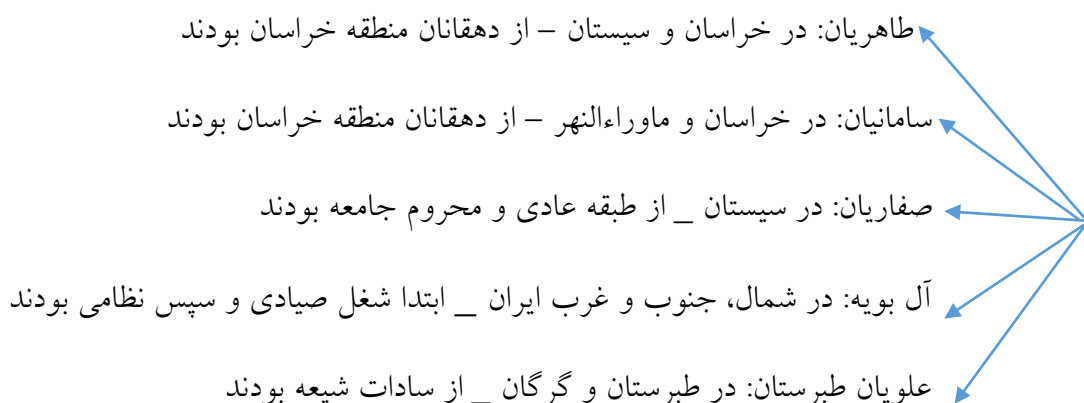 طاهریان: در خراسان و سیستان – از دهقانان منطقه خراسان بودند
سامانیان: در خراسان و ماوراءالنهر – از دهقانان منطقه خراسان بودند
صفاریان: در سیستان _ از طبقه عادی و محروم جامعه بودند
آل بویه: در شمال، جنوب و غرب ایران _ ابتدا شغل صیادی و سپس نظامی بودند
علویان طبرستان: در طبرستان و گرگان _ از سادات شیعه بودند